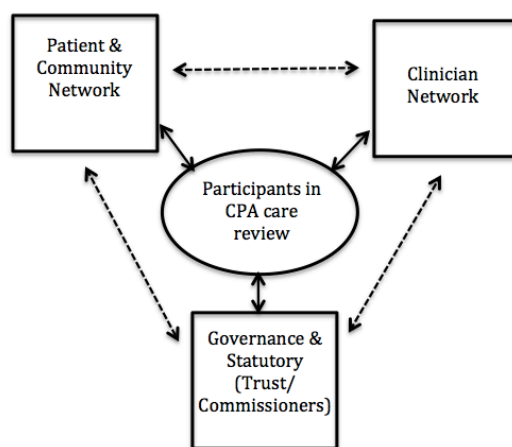 Patient &
Community
Network
Clinician
Network
Participants in
CPA care
review
Governance &
Statutory
(Trust/
Commissioners)